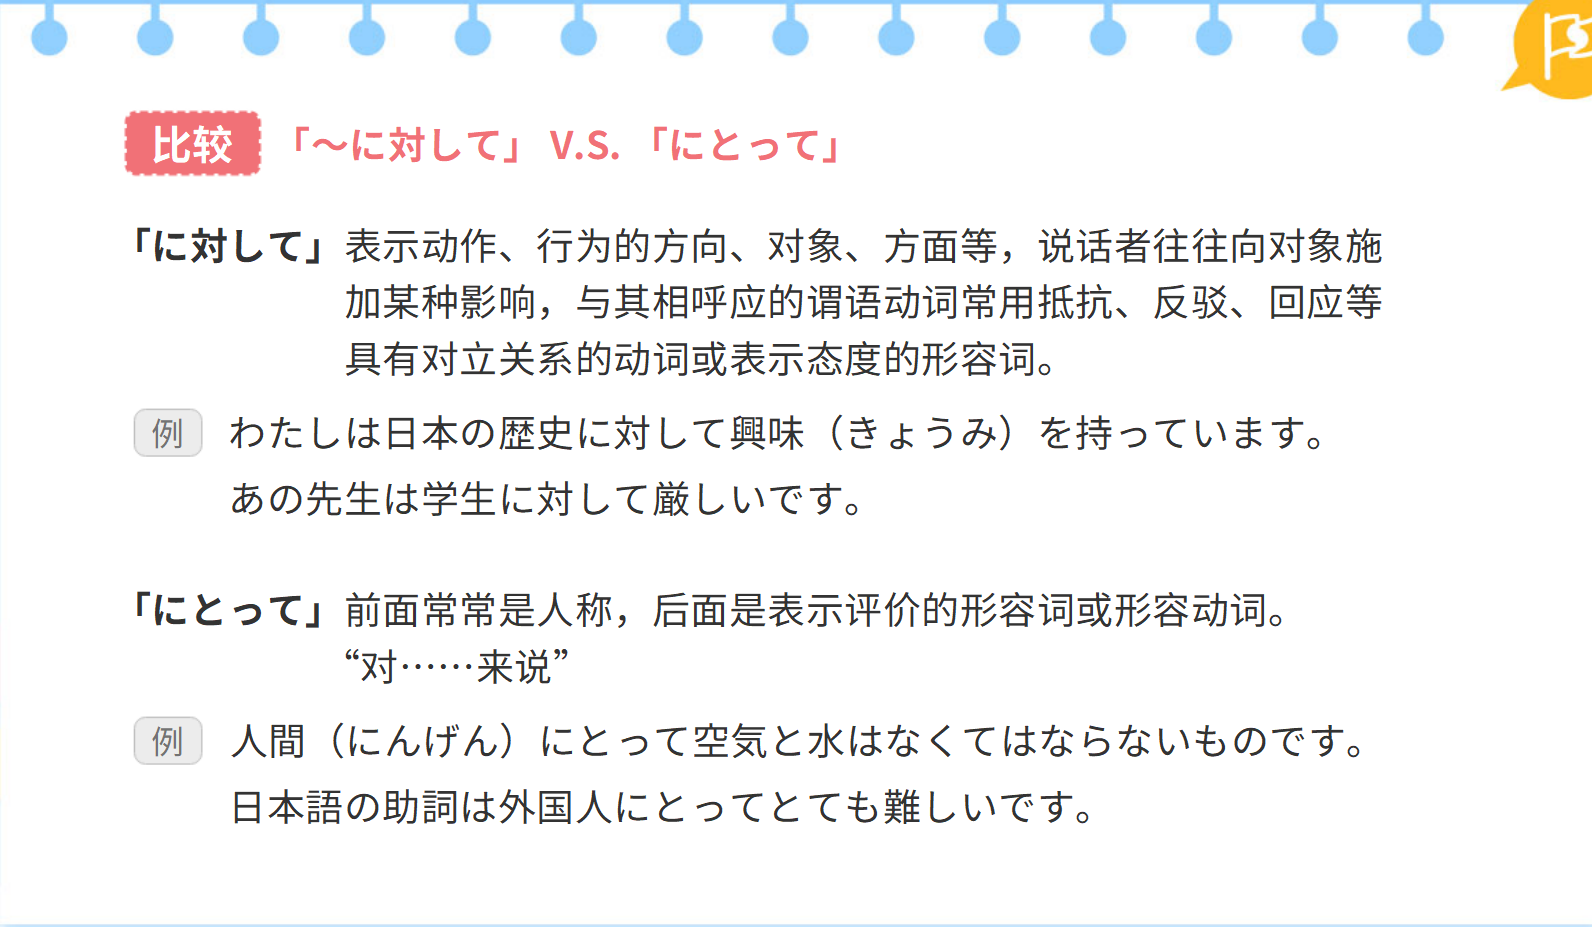 比较 「～に対して」 V.S. 「にとって」
「に対して」表示动作、行为的方向、对象、方面等，说话者往往向对象施
加某种影响，与其相呼应的谓语动词常用抵抗、反驳、回应等
具有对立关系的动词或表示态度的形容词。
例 わたしは日本の歴史に対して興味（きょうみ）を持っています。
あの先生は学生に対して厳しいです。
「にとって」前面常常是人称，后面是表示评价的形容词或形容动词。
“对……来说”
例 人間（にんげん）にとって空気と水はなくてはならないものです。
日本語の助詞は外国人にとってとても難しいです。